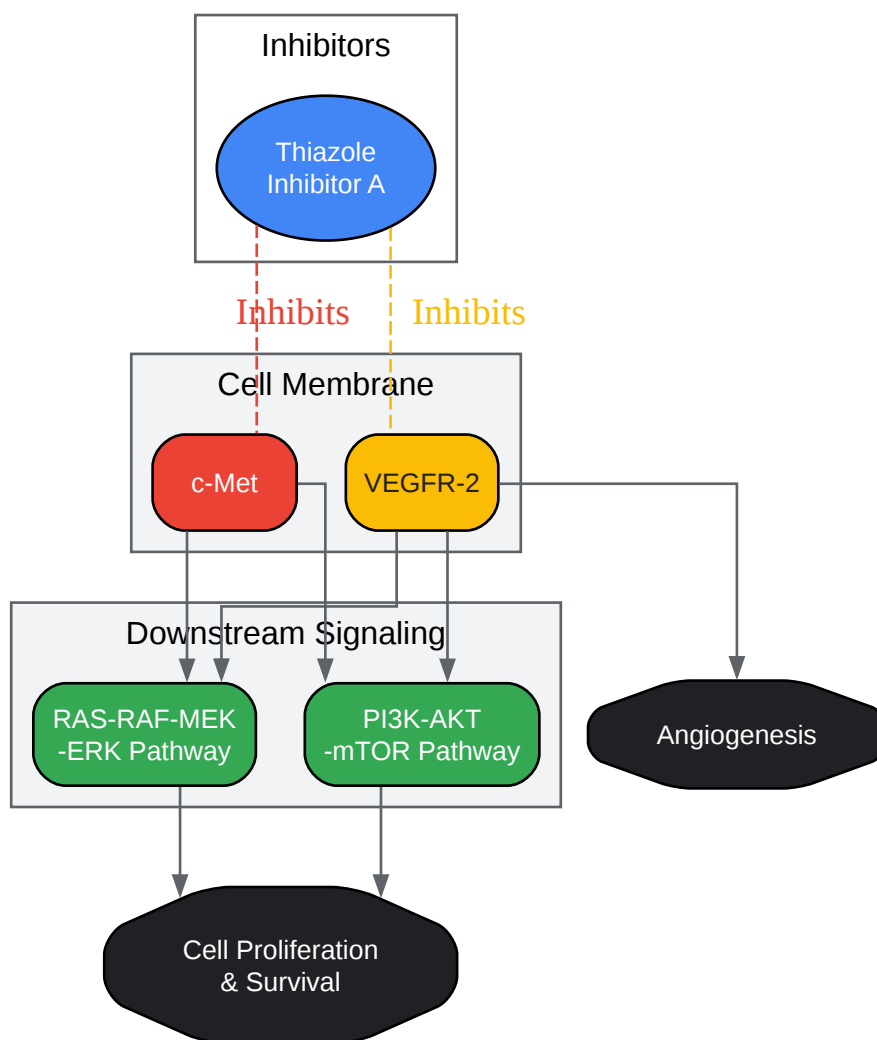 Inhibitors
Thiazole
Inhibitor A
Inhibits
Inhibits
Cell Membrane
c-Met
VEGFR-2
Downstream Signaling
RAS-RAF-MEK
-ERK Pathway
PI3K-AKT
-mTOR Pathway
Angiogenesis
Cell Proliferation
& Survival